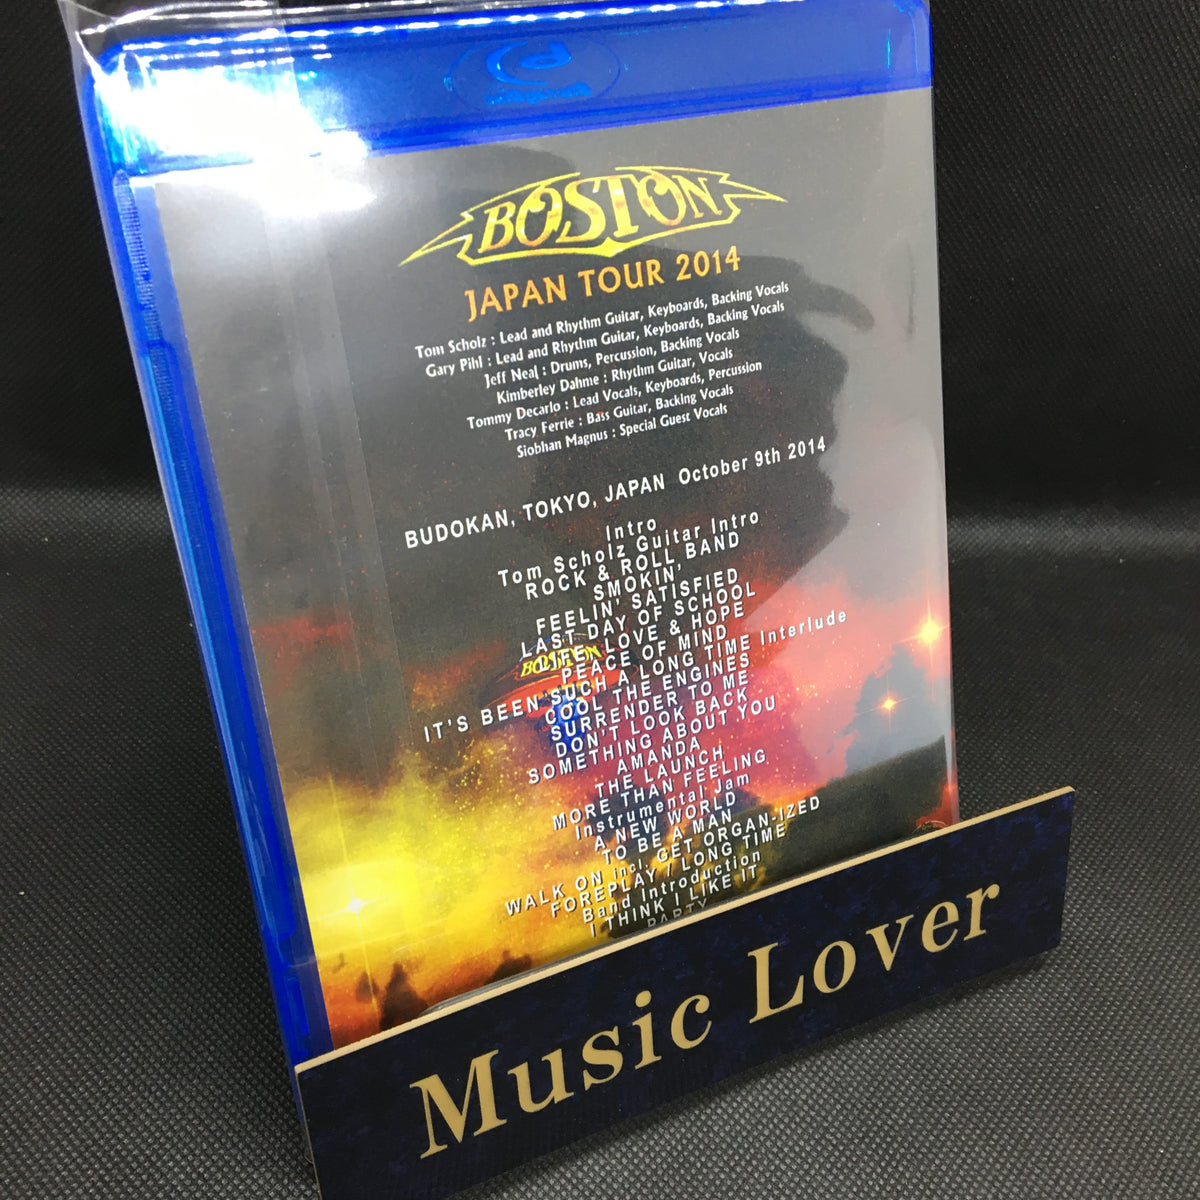 BOSTON
JAPAN TOUR 2014
Tom Scholz : Lead and Rhythm Guitar, Keyboards, Backing Vocals
Gary Pihl : Lead and Rhythm Guitar, Keyboards, Backing Vocals
Jeff Neal : Drums, Percussion, Backing Vocals
Kimberley Dahme : Rhythm Guitar, Vocals
Tommy Decarlo : Lead Vocals, Keyboards, Percussion
Tracy Ferrie : Bass Guitar, Backing Vocals
Siobhan Magnus : Special Guest Vocals
BUDOKAN, TOKYO, JAPAN October 9th 2014
Intro
Tom Scholz Guitar Intro
ROCK & ROLL BAND
SMOKIN'
FEELIN' SATISFIED
LAST DAY OF SCHOOL
LIFE, LOVE & HOPE
PEACE OF MIND
IT'S BEEN SUCH A LONG TIME Interlude
COOL THE ENGINES
SURRENDER TO ME
DON'T LOOK BACK
SOMETHING ABOUT YOU
AMANDA
THE LAUNCH
MORE THAN FEELING
Instrumental Jam
A NEW WORLD
TO BE A MAN
WALK ON incl. GET ORGAN-IZED
FOREPLAY / LONG TIME
Band Introduction
I THINK I LIKE IT
PARTY
BOSTON
Music Lover